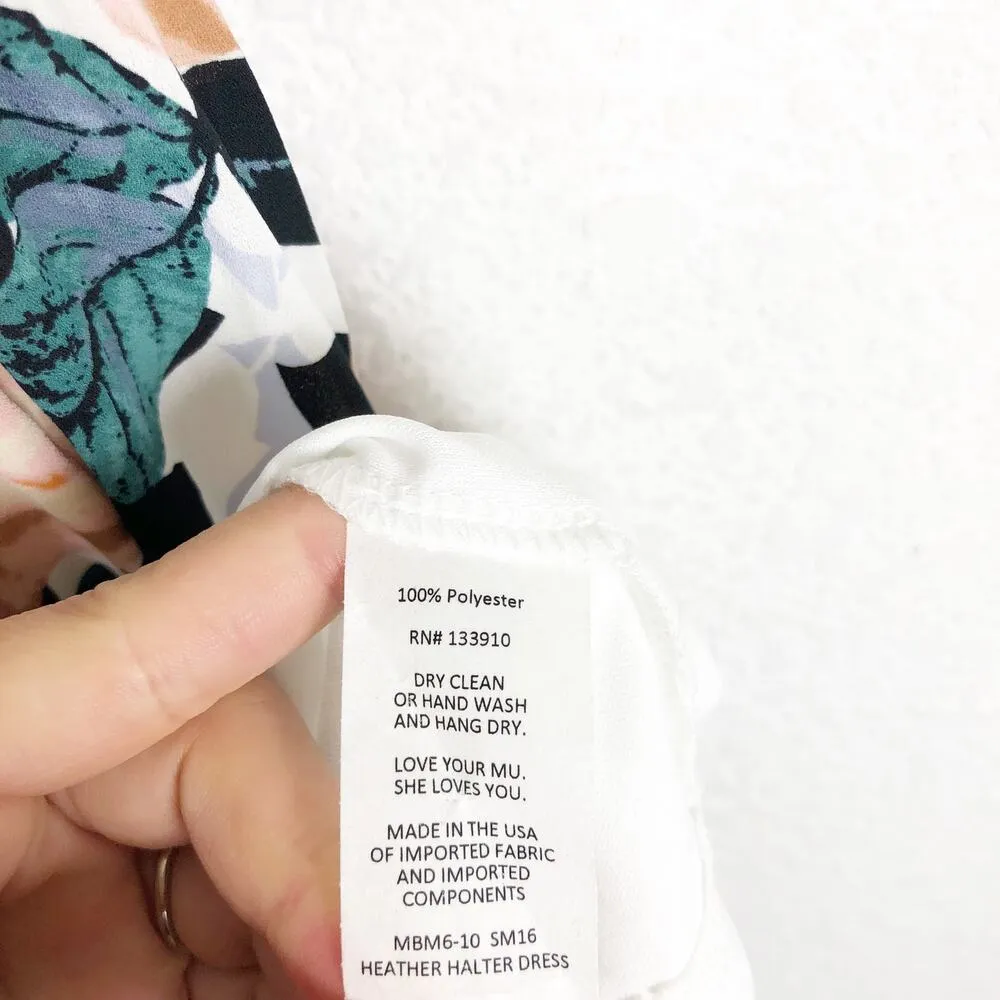 100% Polyester
RN# 133910
DRY CLEAN
OR HAND WASH
AND HANG DRY.
LOVE YOUR MU.
SHE LOVES YOU.
MADE IN THE USA
OF IMPORTED FABRIC
AND IMPORTED
COMPONENTS
MBM6-10 SM16
HEATHER HALTER DRESS